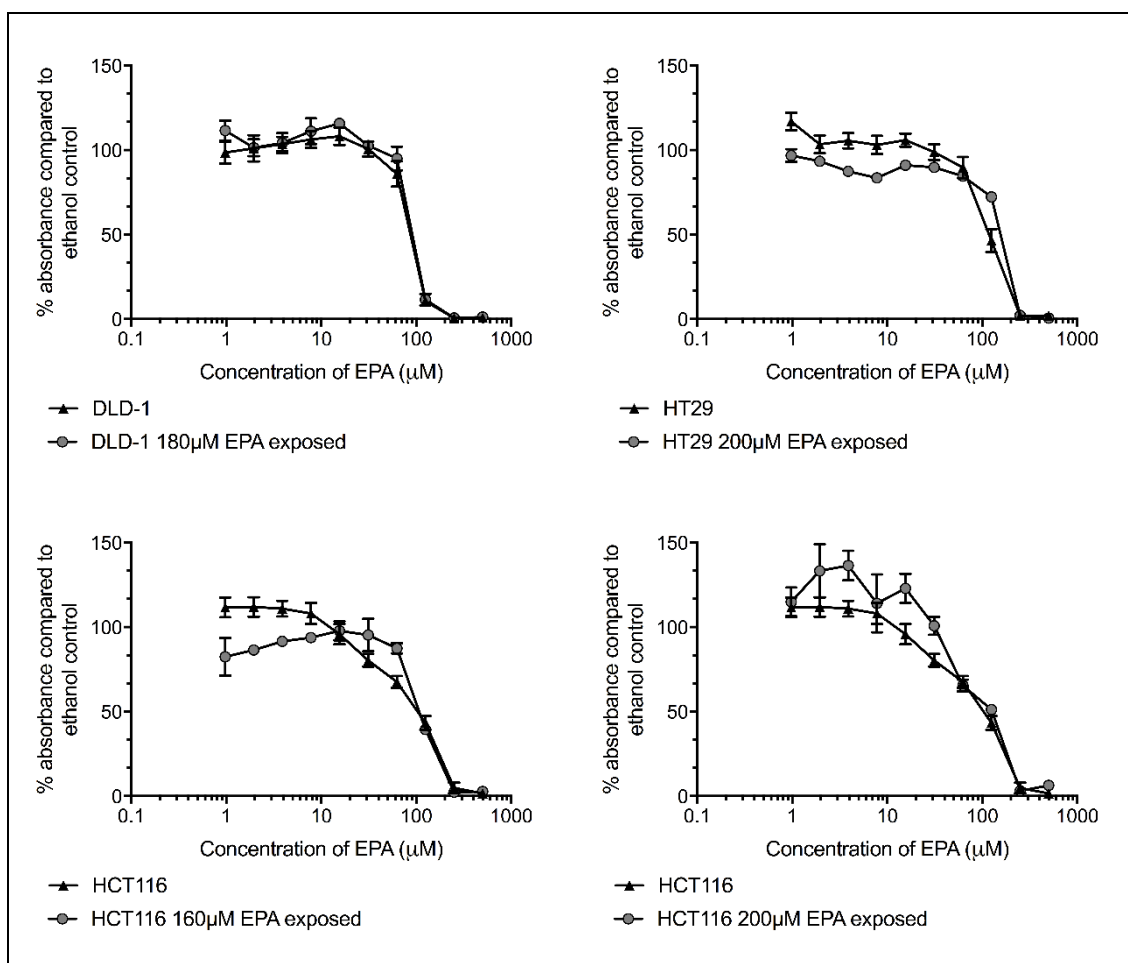 % absorbance compared to
ethanol control
150
100
50
0
0.1
1
10
100
1000
Concentration of EPA (μM)
DLD-1
DLD-1 180μM EPA exposed
% absorbance compared to
ethanol control
150
100
50
0
0.1
1
10
100
1000
Concentration of EPA (μM)
HT29
HT29 200μM EPA exposed
% absorbance compared to
ethanol control
150
100
50
0
0.1
1
10
100
1000
Concentration of EPA (μM)
HCT116
HCT116 160μM EPA exposed
% absorbance compared to
ethanol control
150
100
50
0
0.1
1
10
100
1000
Concentration of EPA (μM)
HCT116
HCT116 200μM EPA exposed